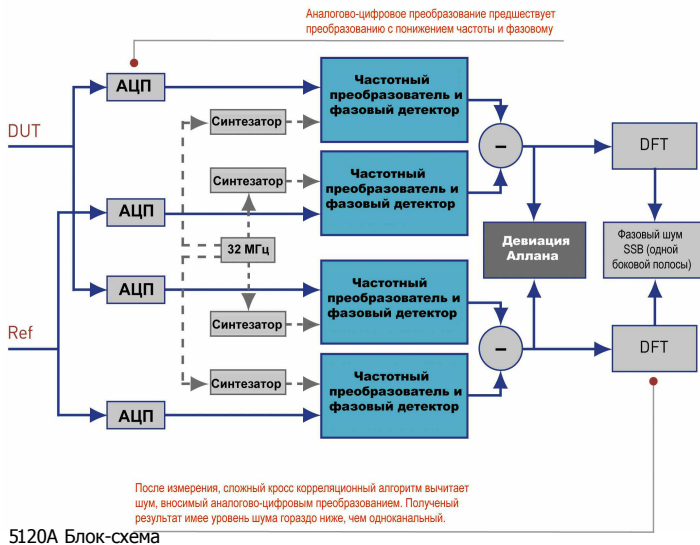 Аналогово-цифровое преобразование предшествует
преобразованию с понижением частоты и фазовому
АЦП
Частотный
преобразователь и
фазовый детектор
Синтезатор
DUT
–
DFT
Синтезатор
Частотный
преобразователь и
фазовый детектор
АЦП
32 МГц
Девиация
Аллана
Фазовый шум
SSB (одной
боковой полосы)
АЦП
Частотный
преобразователь и
фазовый детектор
Синтезатор
Ref
–
DFT
Синтезатор
Частотный
преобразователь и
фазовый детектор
АЦП
После измерения, сложный кросс корреляционный алгоритм вычитает
шум, вносимый аналогово-цифровым преобразованием. Полученый
результат имее уровень шума гораздо ниже, чем одноканальный.
5120A Блок-схема